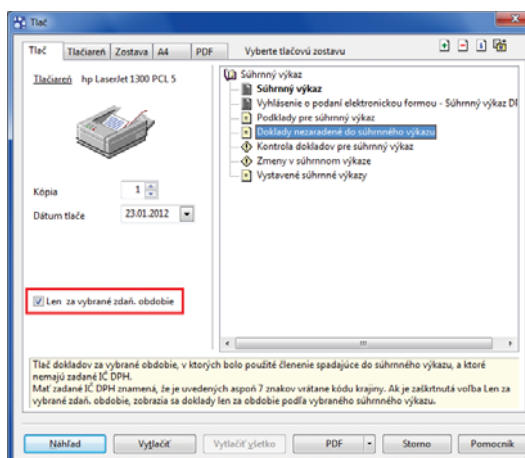 Tlač
Tlač Tlačiareň Zostava A4 PDF Vyberte tlačovú zostavu
Tlačiareň hp LaserJet 1300 PCL 5
Kópia 1
Dátum tlače 23.01.2012
Len za vybrané zdaň. obdobie
Súhrnný výkaz
Súhrnný výkaz
Vyhlásenie o podaní elektronickou formou - Súhrnný výkaz DI
Podklady pre súhrnný výkaz
Doklady nezaradené do súhrnného výkazu
Kontrola dokladov pre súhrnný výkaz
Zmeny v súhrnnom výkaze
Vystavené súhrnné výkazy
Tlač dokladov za vybrané obdobie, v ktorých bolo použité členenie spadajúce do súhrnného výkazu, a ktoré
nemajú zadané IČ DPH.
Mať zadané IČ DPH znamená, že je uvedených aspoň 7 znakov vrátane kódu krajiny. Ak je zaškrtnutá voľba Len za
vybrané zdaň. obdobie, zobrazia sa doklady len za obdobie podľa vybraného súhrnného výkazu.
Náhľad Vytlačiť Vytlačiť všetko PDF Storno Pomocník